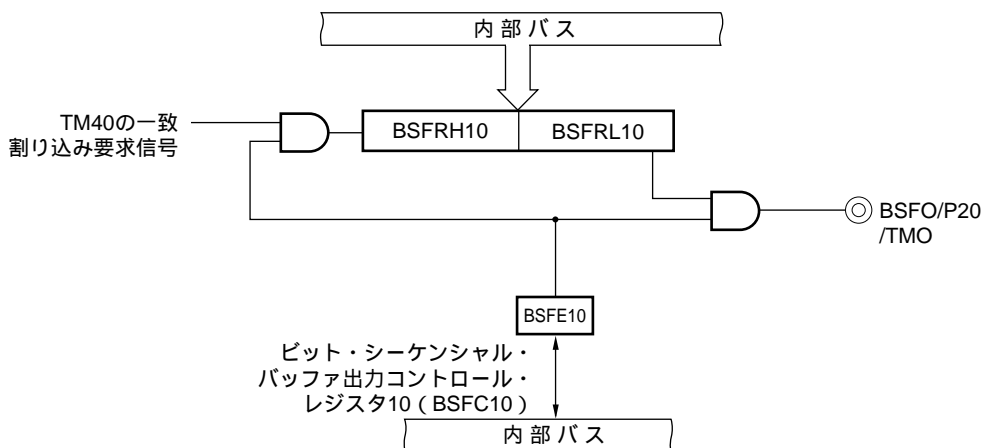 内部バス
TM40の一致
割り込み要求信号
BSFRH10
BSFRL10
BSFO/P20
/TMO
BSFE10
ビット・シーケンシャル・
バッファ出力コントロール・
レジスタ10（BSFC10）
内部バス